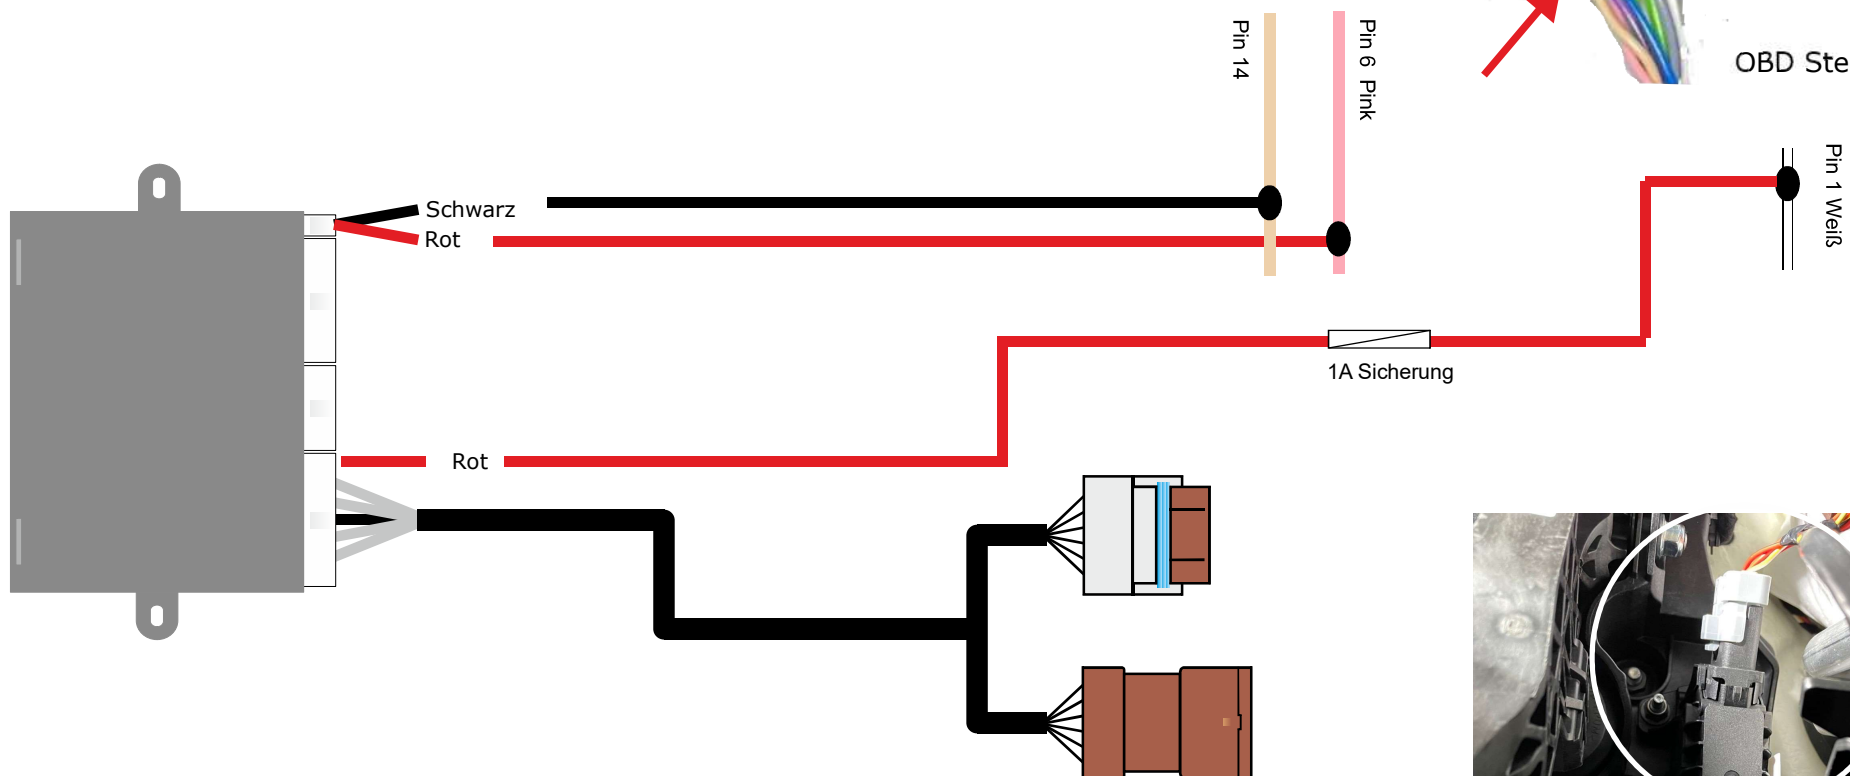 Pin 14
Pin 6 Pink
OBD Ste
Pin 1 Weiß
Schwarz
Rot
1A Sicherung
Rot